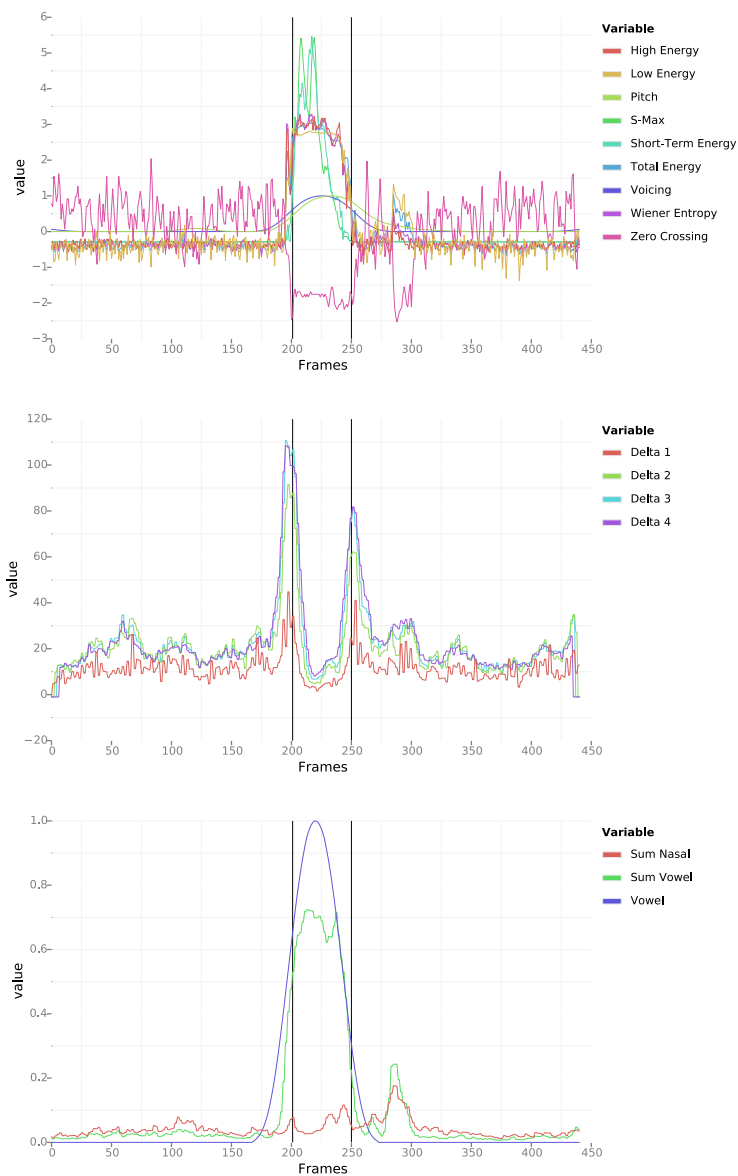 6
5
4
3
2
1
0
−1
−2
−3
value
0 50 100 150 200 250 300 350 400 450
Frames
Variable
High Energy
Low Energy
Pitch
S-Max
Short-Term Energy
Total Energy
Voicing
Wiener Entropy
Zero Crossing
120
100
80
60
40
20
0
−20
value
0 50 100 150 200 250 300 350 400 450
Frames
Variable
Delta 1
Delta 2
Delta 3
Delta 4
1.0
0.8
0.6
0.4
0.2
0.0
value
0 50 100 150 200 250 300 350 400 450
Frames
Variable
Sum Nasal
Sum Vowel
Vowel